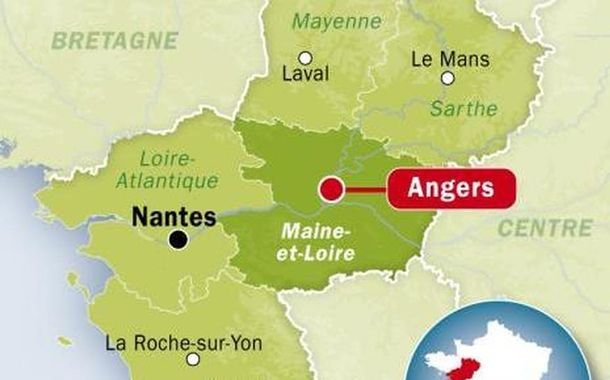 Mayenne
BRETAGNE
Le Mans
Laval
Sarthe
Loire-
Atlantique
Angers
Nantes
Maine-
et-Loire
CENTRE
La Roche-sur-Yon